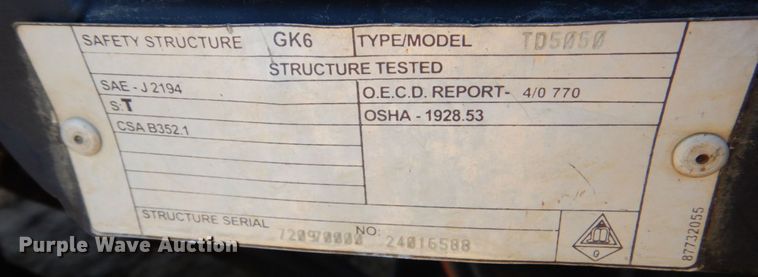 SAFETY STRUCTURE GK6 TYPE/MODEL TD5050
STRUCTURE TESTED
SAE - J2194 O.E.C.D. REPORT- 4/0 770
S.T OSHA - 1928.53
CSA B352.1
STRUCTURE SERIAL NO:
720970000 24016588
G
87732055
Purple Wave Auction